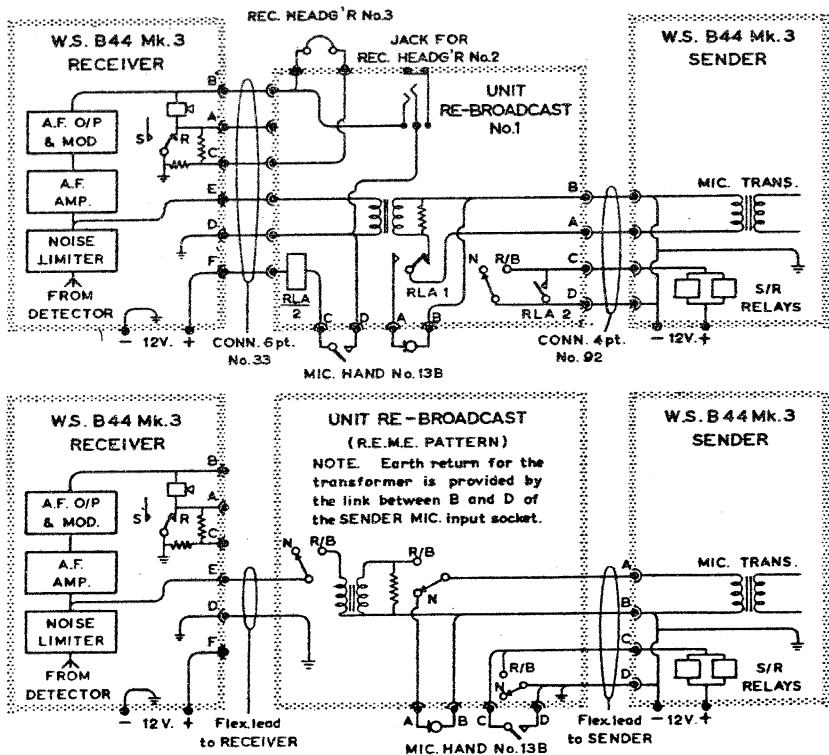 REC. HEADG'R No.3
W.S. B44 Mk.3
RECEIVER
JACK FOR
REC. HEADG'R No.2
W.S. B44 Mk.3
SENDER
UNIT
RE-BROADCAST
No.1
A.F. O/P
& MOD
A.F.
AMP.
NOISE
LIMITER
FROM
DETECTOR
S
R
B
A
C
E
D
F
- 12V. +
CONN. 6pt.
No.33
RLA
2
C
D
A
B
MIC. HAND No.13B
RLA 1
N
R/B
RLA 2
B
A
C
D
CONN. 4pt.
No.92
MIC. TRANS.
S/R
RELAYS
- 12V. +
W.S. B44 Mk.3
RECEIVER
UNIT RE-BROADCAST
(R.E.M.E. PATTERN)
NOTE. Earth return for the
transformer is provided by
the link between B and D of
the SENDER MIC. input socket.
W.S. B44 Mk.3
SENDER
A.F. O/P
& MOD.
A.F.
AMP.
NOISE
LIMITER
FROM
DETECTOR
S
R
B
A
C
E
D
F
- 12V. +
Flex. lead
to RECEIVER
N
R/B
R/B
N
R/B
N
A
B
C
D
MIC. HAND No.13B
A
B
C
D
Flex. lead
to SENDER
MIC. TRANS.
S/R
RELAYS
- 12V. +